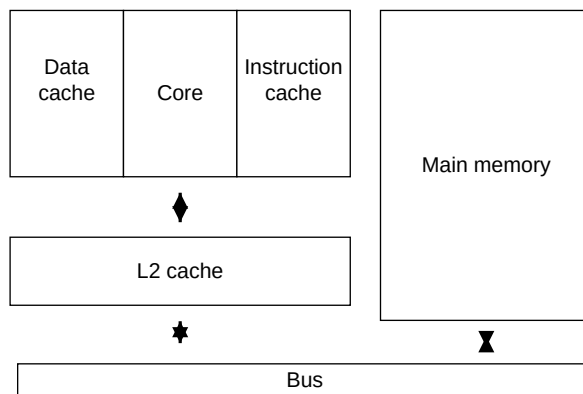 Data
cache
Core
Instruction
cache
Main memory
L2 cache
Bus